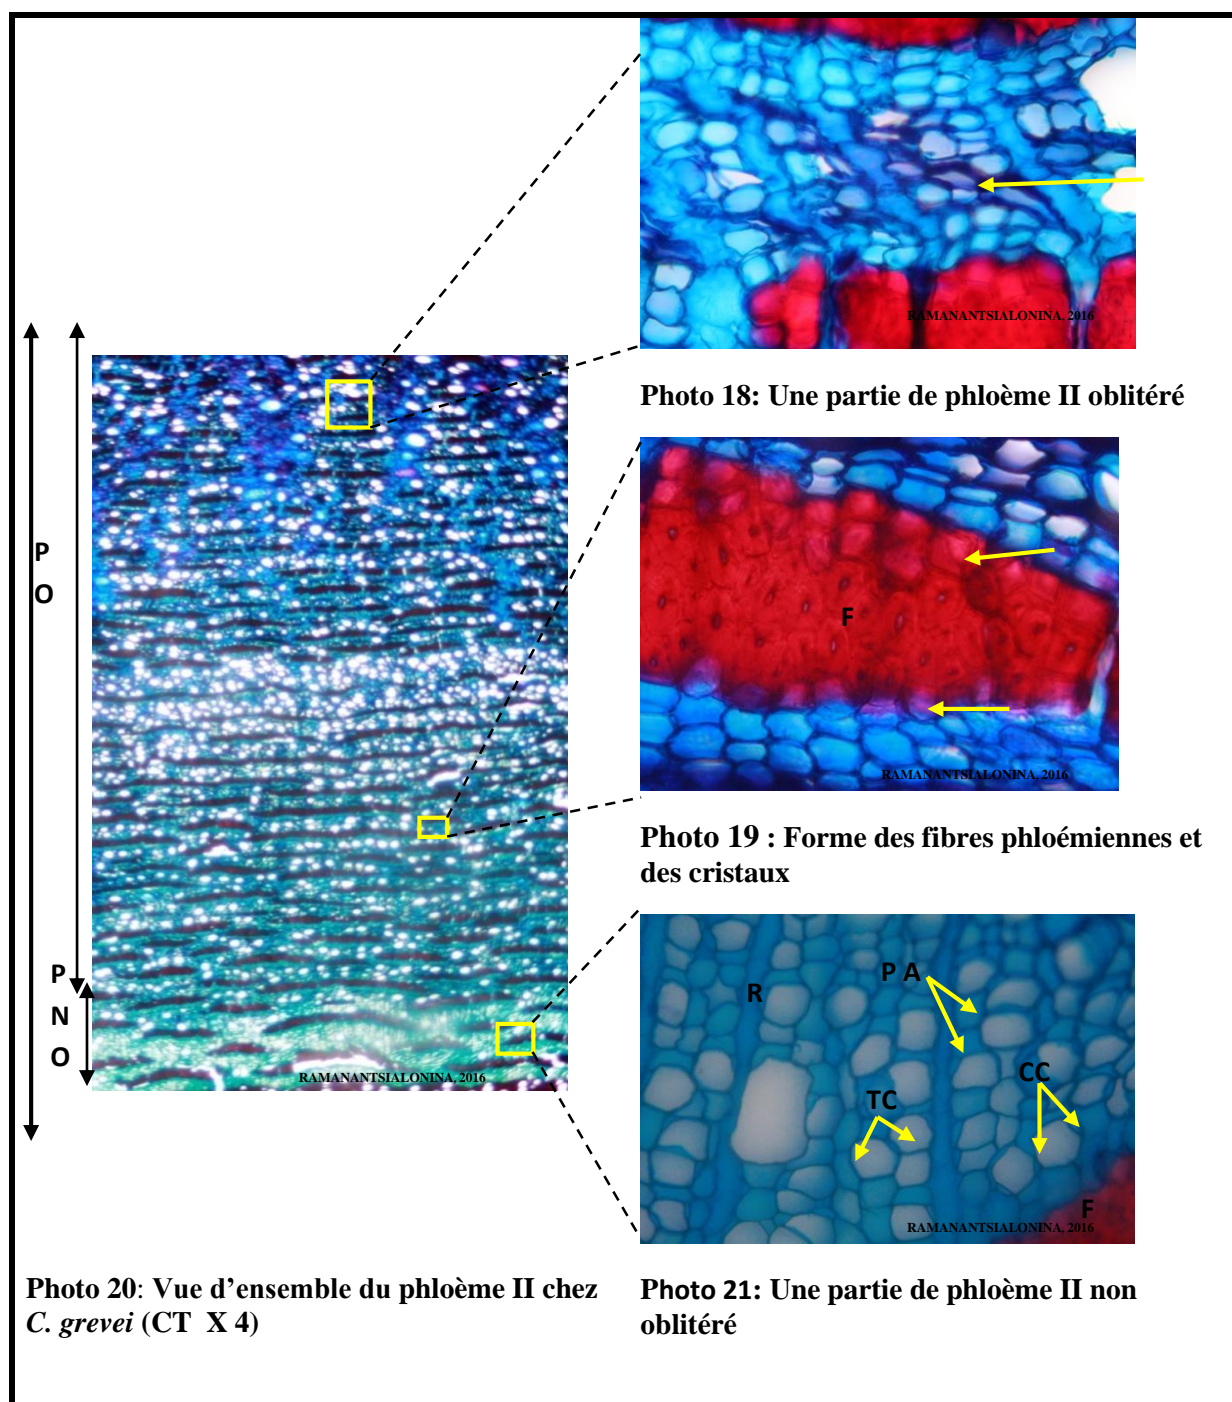 RAMANANTSIALONINA, 2016
Photo 18: Une partie de phloème II oblitéré
F
RAMANANTSIALONINA, 2016
Photo 19 : Forme des fibres phloémiennes et
des cristaux
P
O
P
N
O
RAMANANTSIALONINA, 2016
Photo 20: Vue d’ensemble du phloème II chez
C. grevei (CT X 4)
R
P A
TC
CC
F
RAMANANTSIALONINA, 2016
Photo 21: Une partie de phloème II non
oblitéré